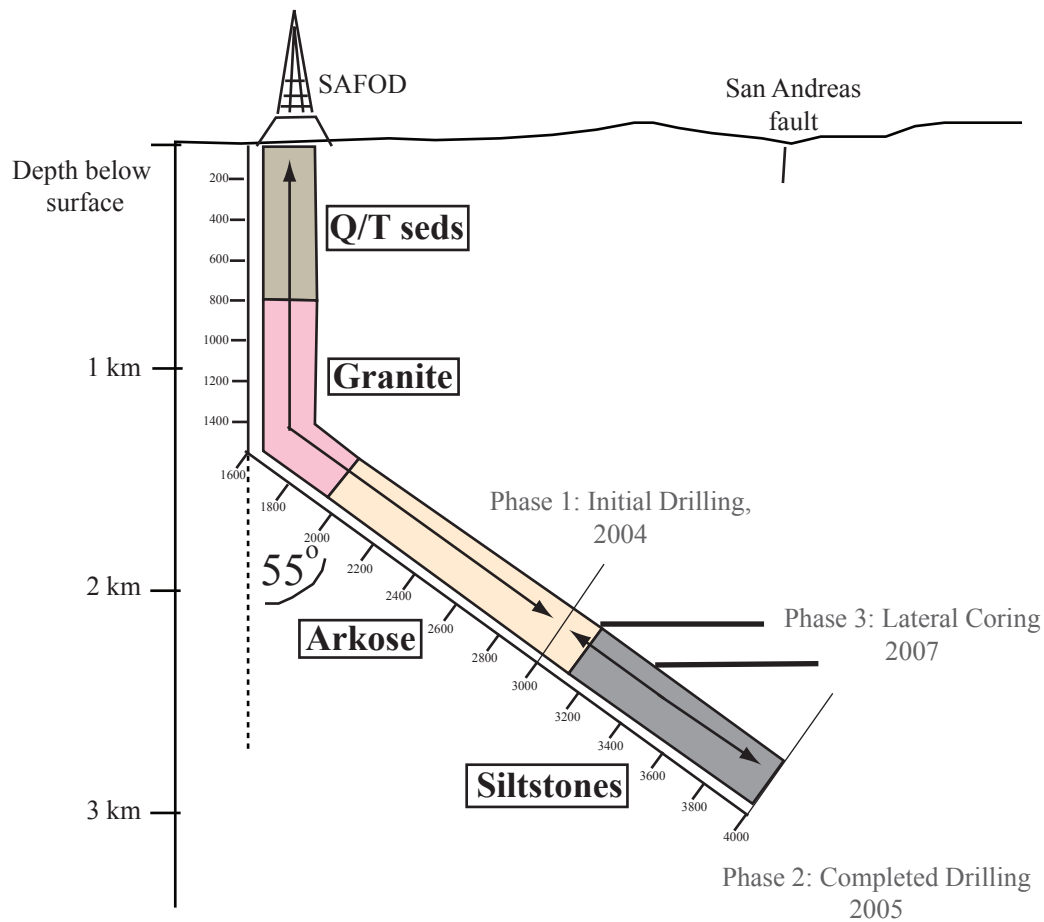 SAFOD
San Andreas
fault
Depth below
surface
200
400
600
800
1000
1200
1400
1600
1800
2000
2200
2400
2600
2800
3000
3200
3400
3600
3800
4000
Q/T seds
Granite
1 km
2 km
3 km
55°
Arkose
Siltstones
Phase 1: Initial Drilling,
2004
Phase 3: Lateral Coring
2007
Phase 2: Completed Drilling
2005